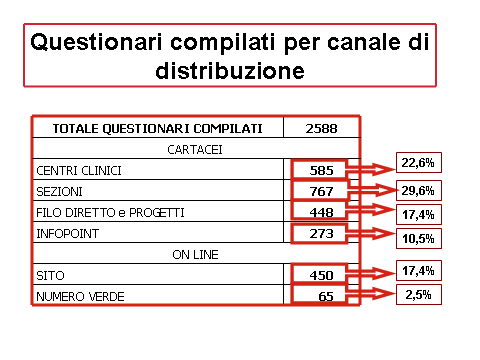 Questionari compilati per canale di
distribuzione
TOTALE QUESTIONARI COMPILATI 2588
CARTACEI
CENTRI CLINICI 585 22,6%
SEZIONI 767 29,6%
FILO DIRETTO e PROGETTI 448 17,4%
INFOPOINT 273 10,5%
ON LINE
SITO 450 17,4%
NUMERO VERDE 65 2,5%